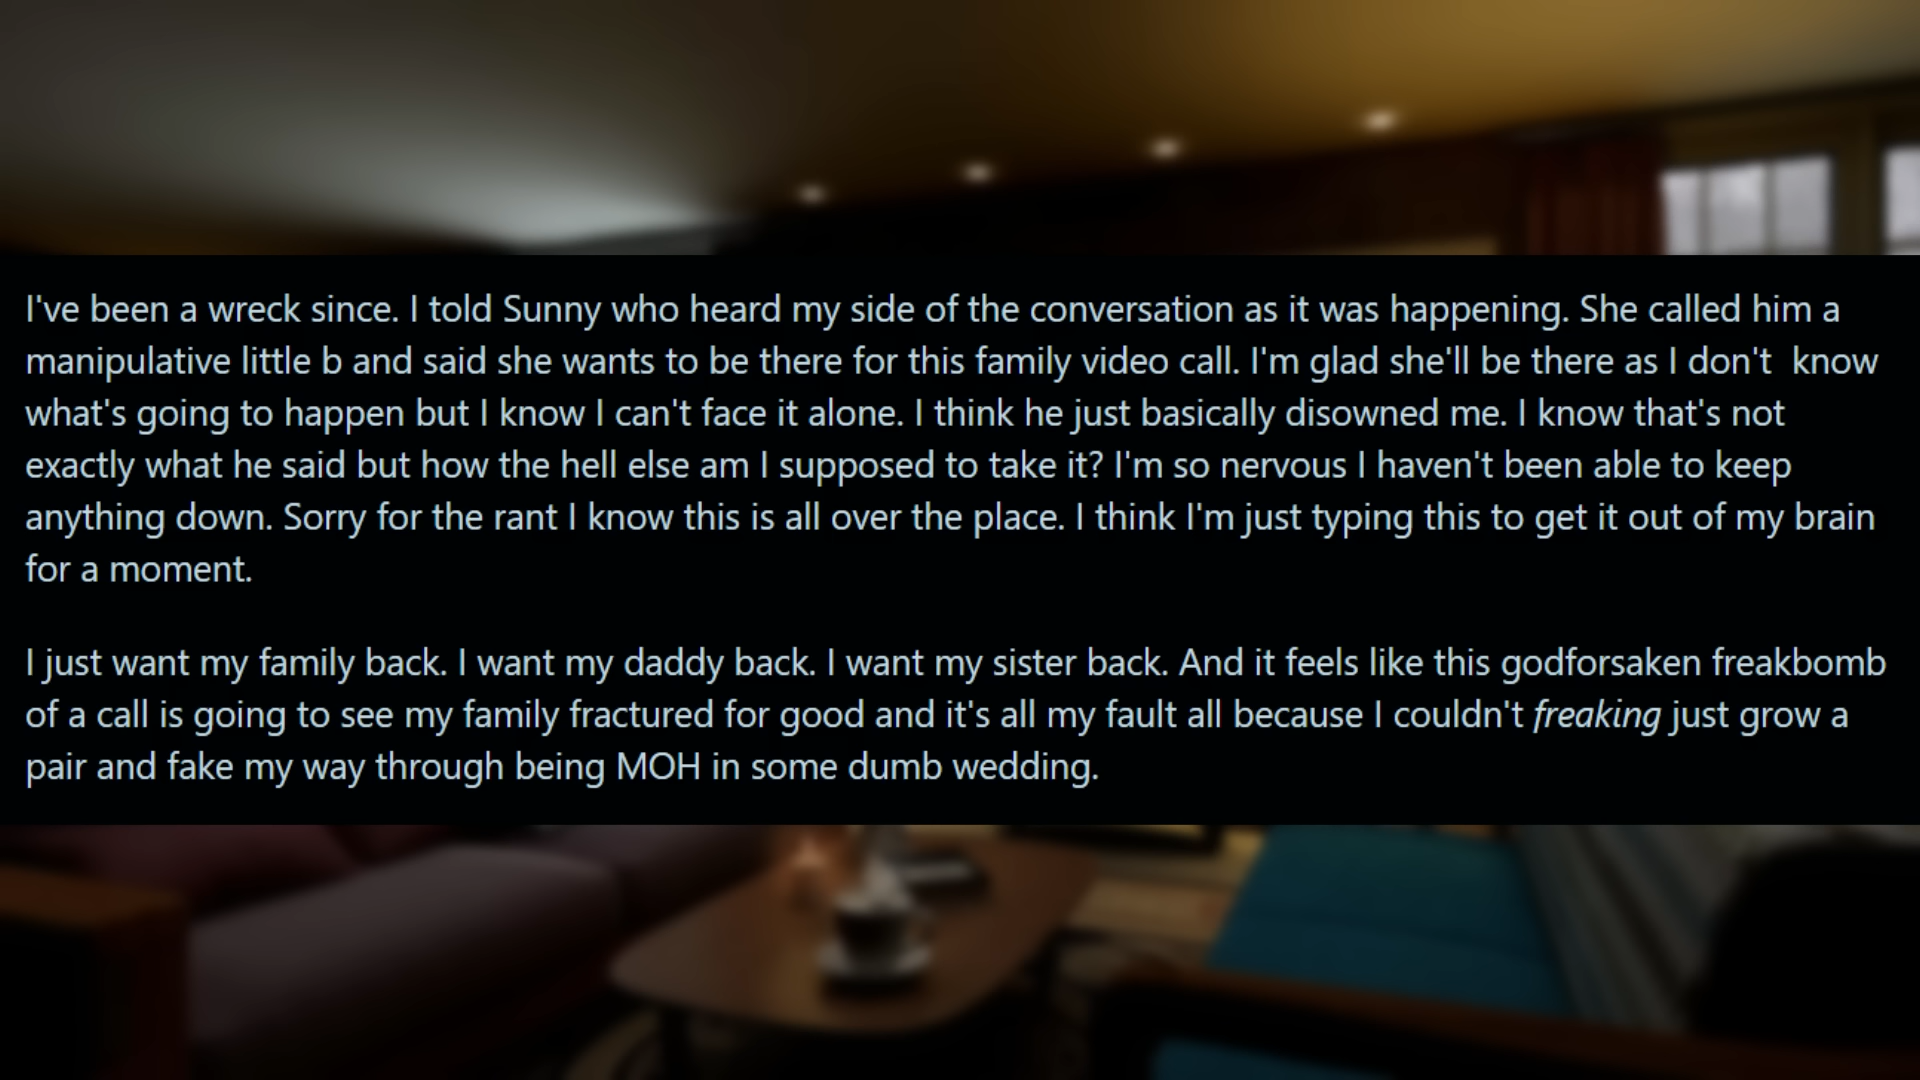 I've been a wreck since. I told Sunny who heard my side of the conversation as it was happening. She called him a
manipulative little b and said she wants to be there for this family video call. I'm glad she'll be there as I don't  know
what's going to happen but I know I can't face it alone. I think he just basically disowned me. I know that's not
exactly what he said but how the hell else am I supposed to take it? I'm so nervous I haven't been able to keep
anything down. Sorry for the rant I know this is all over the place. I think I'm just typing this to get it out of my brain
for a moment.
I just want my family back. I want my daddy back. I want my sister back. And it feels like this godforsaken freakbomb
of a call is going to see my family fractured for good and it's all my fault all because I couldn't freaking just grow a
pair and fake my way through being MOH in some dumb wedding.